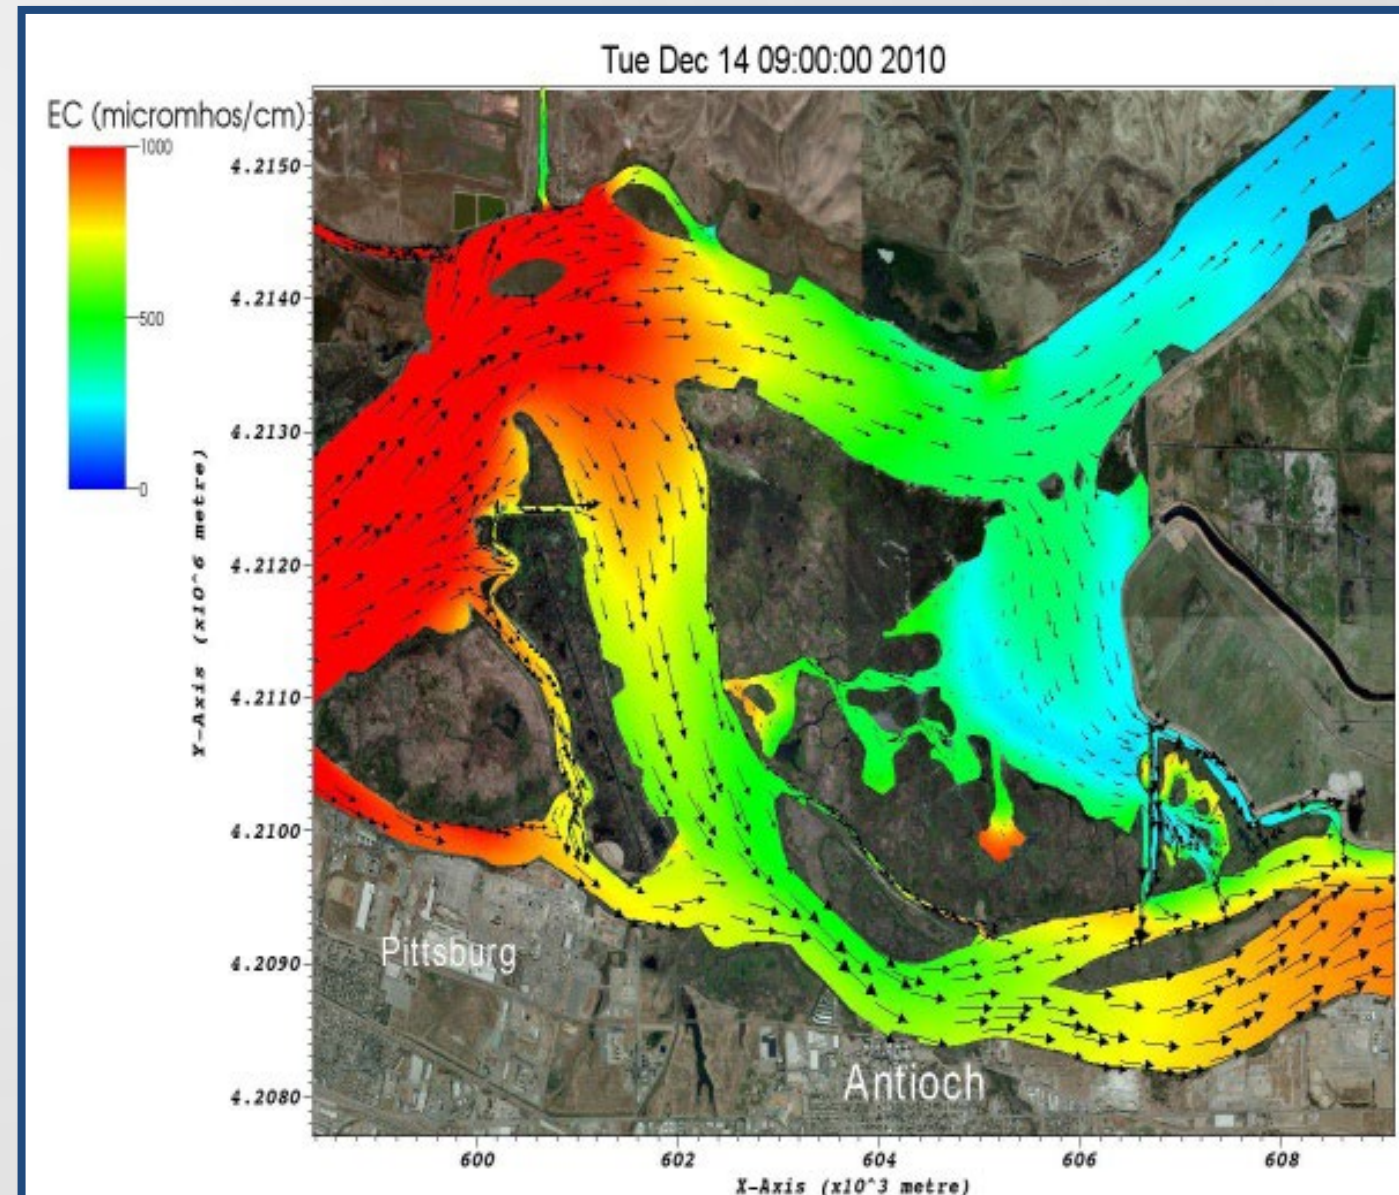 Tue Dec 14 09:00:00 2010
EC (micromhos/cm)
1000
500
0
4.2150
4.2140
4.2130
4.2120
4.2110
4.2100
4.2090
4.2080
Y-Axis (x10^6 metre)
Pittsburg
Antioch
600
602
604
606
608
X-Axis (x10^3 metre)